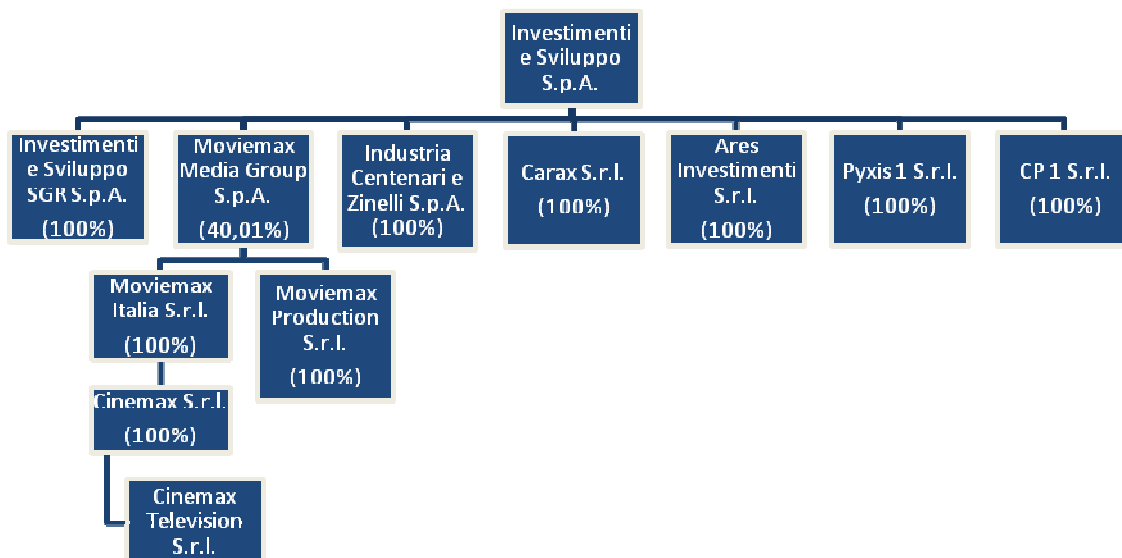 Investimenti
e Sviluppo
S.p.A.
Investimenti
e Sviluppo
SGR S.p.A.
(100%)
Moviemax
Media Group
S.p.A.
(40,01%)
Industria
Centenari e
Zinelli S.p.A.
(100%)
Carax S.r.l.
(100%)
Ares
Investimenti
S.r.l.
(100%)
Pyxis 1 S.r.l.
(100%)
CP 1 S.r.l.
(100%)
Moviemax
Italia S.r.l.
(100%)
Moviemax
Production
S.r.l.
(100%)
Cinemax S.r.l.
(100%)
Cinemax
Television
S.r.l.